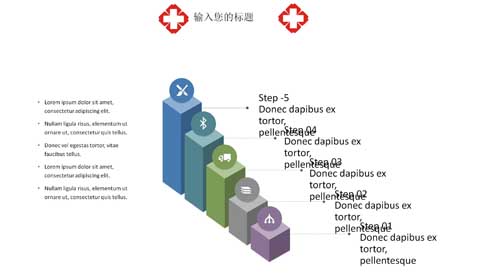 输入您的标题
• Lorem ipsum dolor sit amet,
consectetur adipiscing elit.
• Nullam ligula risus, elementum ut
ornare ut, consectetur quis tellus.
• Donec vel egestas tortor, vitae
faucibus tellus.
• Lorem ipsum dolor sit amet,
consectetur adipiscing elit.
• Nullam ligula risus, elementum ut
ornare ut, consectetur quis tellus.
Step -5
Donec dapibus ex
tortor,
pellentesque
Step 04
Donec dapibus ex
tortor,
pellentesque
Step 03
Donec dapibus ex
tortor,
pellentesque
Step 02
Donec dapibus ex
tortor,
pellentesque
Step 01
Donec dapibus ex
tortor,
pellentesque